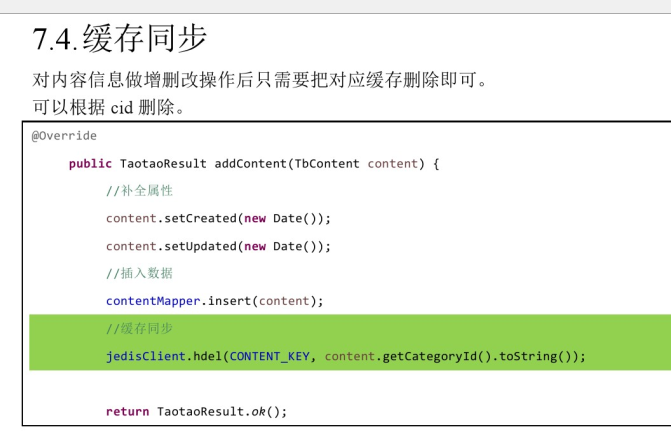 7.4.缓存同步
对内容信息做增删改操作后只需要把对应缓存删除即可。
可以根据 cid 删除。
@Override
public TaotaoResult addContent(TbContent content) {
//补全属性
content.setCreated(new Date());
content.setUpdated(new Date());
//插入数据
contentMapper.insert(content);
//缓存同步
jedisClient.hdel(CONTENT_KEY, content.getCategoryId().toString());
return TaotaoResult.ok();